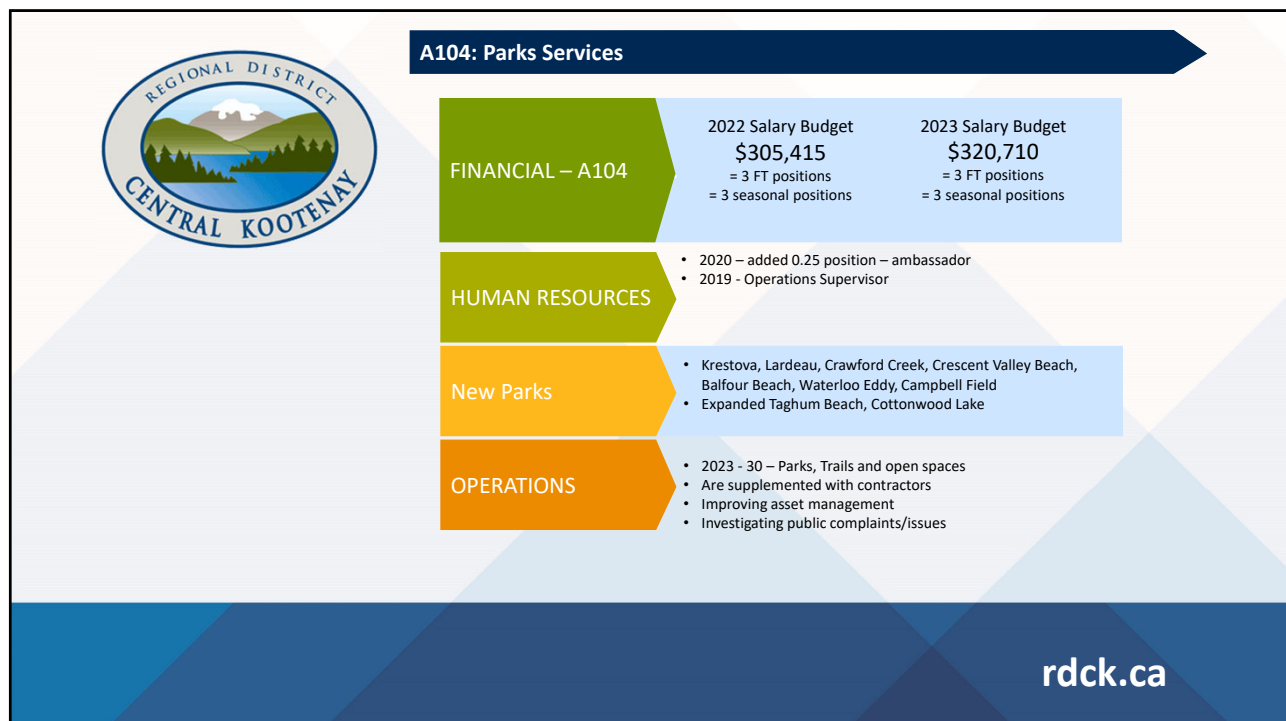 A104: Parks Services
REGIONAL DISTRICT
CENTRAL KOOTENAY
FINANCIAL – A104
2022 Salary Budget
$305,415
= 3 FT positions
= 3 seasonal positions
2023 Salary Budget
$320,710
= 3 FT positions
= 3 seasonal positions
HUMAN RESOURCES
• 2020 – added 0.25 position – ambassador
• 2019 - Operations Supervisor
New Parks
• Krestova, Lardeau, Crawford Creek, Crescent Valley Beach,
Balfour Beach, Waterloo Eddy, Campbell Field
• Expanded Taghum Beach, Cottonwood Lake
OPERATIONS
• 2023 - 30 – Parks, Trails and open spaces
• Are supplemented with contractors
• Improving asset management
• Investigating public complaints/issues
rdck.ca